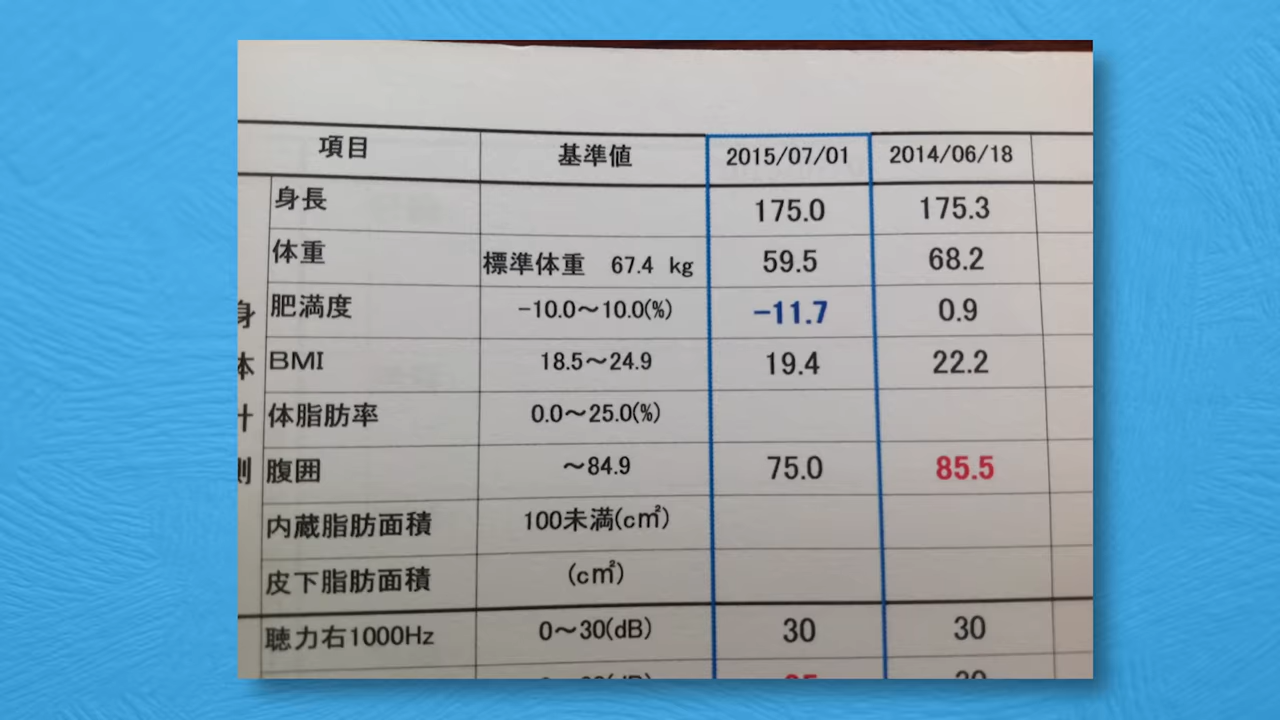 項目 基準値 2015/07/01 2014/06/18
身長 175.0 175.3
体重 標準体重 67.4 kg 59.5 68.2
肥満度 -10.0～10.0(%) -11.7 0.9
BMI 18.5～24.9 19.4 22.2
体脂肪率 0.0～25.0(%)
腹囲 ～84.9 75.0 85.5
内蔵脂肪面積 100未満(c㎡)
皮下脂肪面積 (c㎡)
聴力右1000Hz 0～30(dB) 30 30